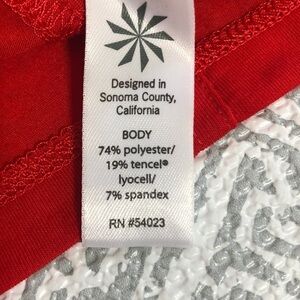 Designed in
Sonoma County,
California
BODY
74% polyester/
19% tencel®
lyocell/
7% spandex
RN #54023